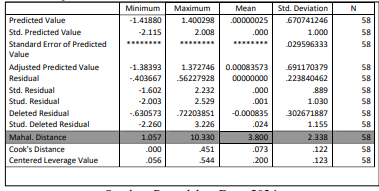 Minimum Maximum Mean Std. Deviation N
Predicted Value -1.41880 1.400298 .00000025 .670741246 58
Std. Predicted Value -2.115 2.008 .000 1.000 58
Standard Error of Predicted Value ******** ******** ******** .029596333 58
Adjusted Predicted Value -1.38393 1.372746 0.00083573 .691170379 58
Residual -.403667 .56227928 00000000 .223840462 58
Std. Residual -1.602 2.232 .000 .889 58
Stud. Residual -2.003 2.529 .001 1.030 58
Deleted Residual -.630573 .72203851 -0.000835 .302671887 58
Stud. Deleted Residual -2.260 3.226 .024 1.155 58
Mahal. Distance 1.057 10.330 3.800 2.338 58
Cook's Distance .000 .451 .073 .122 58
Centered Leverage Value .056 .544 .200 .123 58